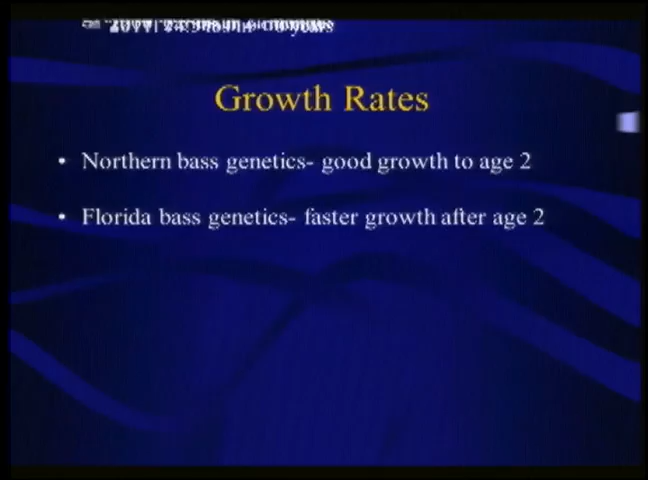 Growth Rates
• Northern bass genetics- good growth to age 2
• Florida bass genetics- faster growth after age 2